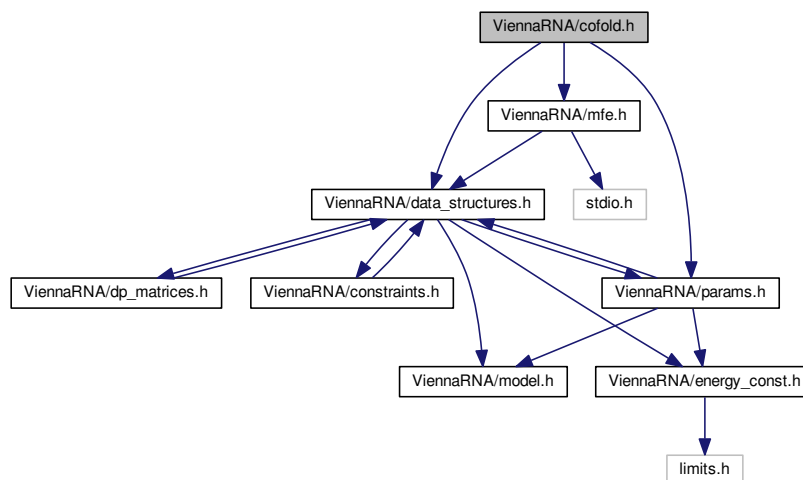 ViennaRNA/cofold.h
ViennaRNA/mfe.h
ViennaRNA/data_structures.h
stdio.h
ViennaRNA/dp_matrices.h
ViennaRNA/constraints.h
ViennaRNA/params.h
ViennaRNA/model.h
ViennaRNA/energy_const.h
limits.h